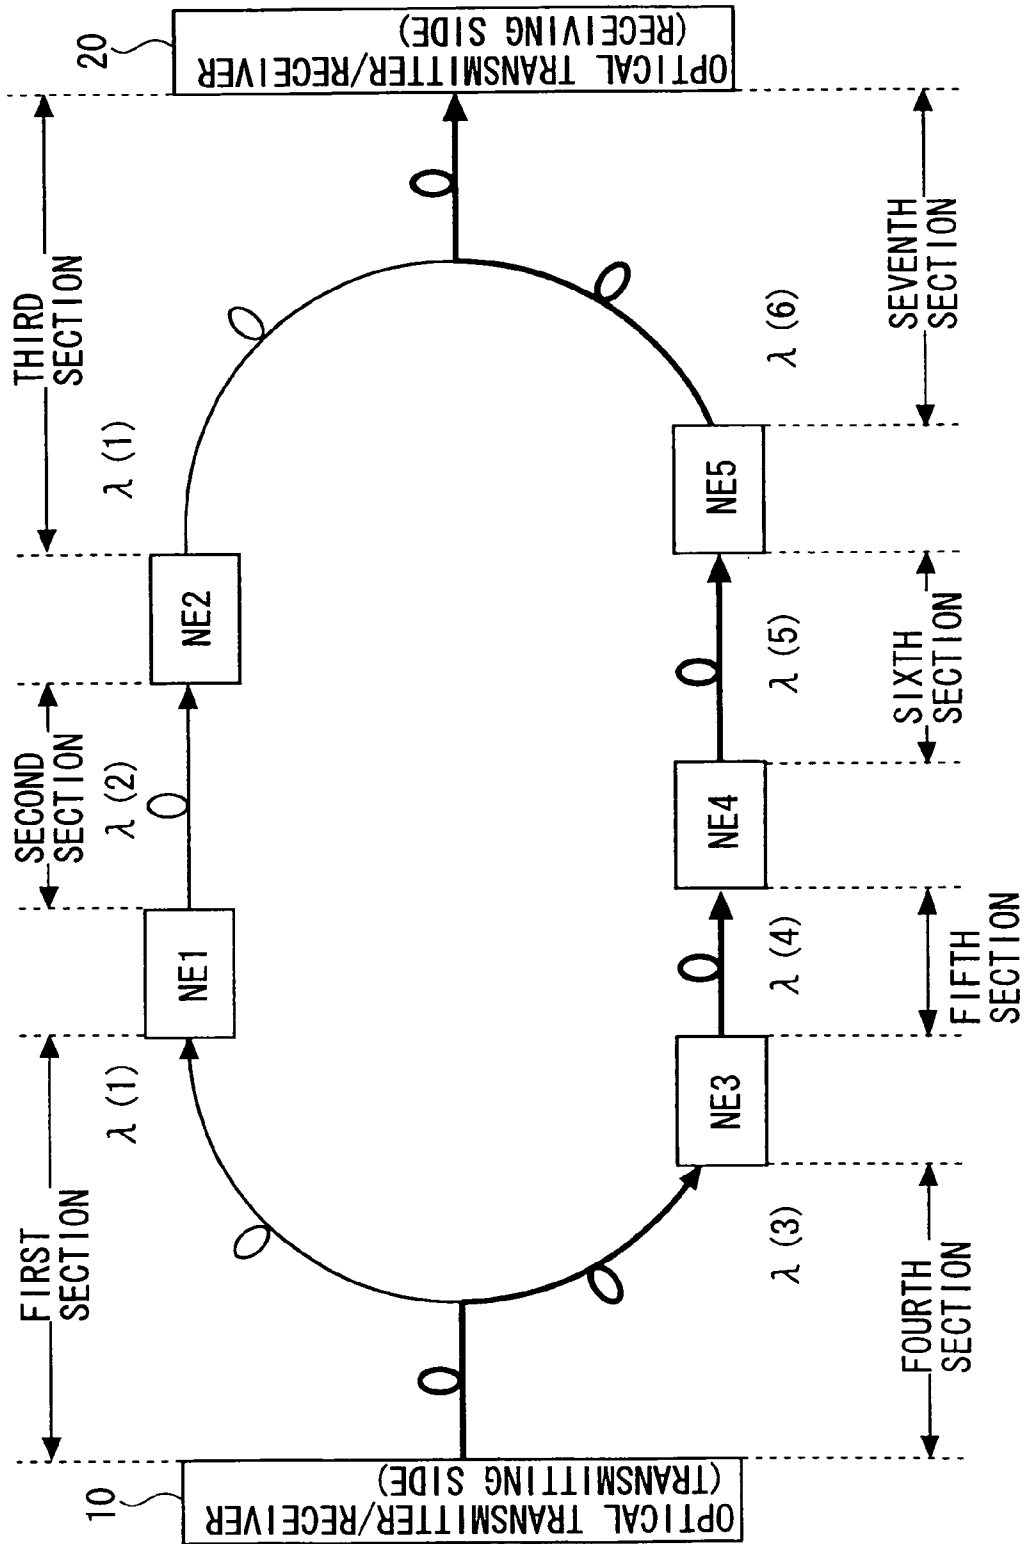 10
OPTICAL TRANSMITTER/RECEIVER
(TRANSMITTING SIDE)
FIRST
SECTION
λ(1)
NE1
SECOND
SECTION
λ(2)
NE2
THIRD
SECTION
λ(1)
20
OPTICAL TRANSMITTER/RECEIVER
(RECEIVING SIDE)
λ(3)
FOURTH
SECTION
NE3
λ(4)
FIFTH
SECTION
NE4
λ(5)
SIXTH
SECTION
NE5
λ(6)
SEVENTH
SECTION